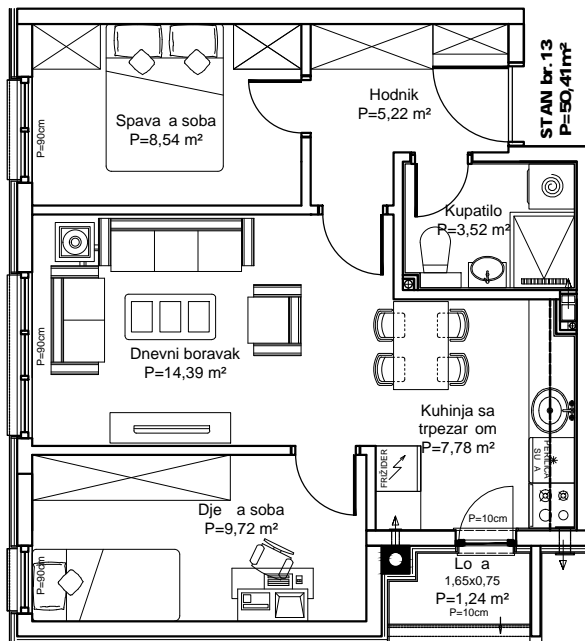 STAN br. 13
P=50,41m²
Spava a soba
P=8,54 m²
Hodnik
P=5,22 m²
Kupatilo
P=3,52 m²
P=90cm
Dnevni boravak
P=14,39 m²
P=90cm
Kuhinja sa
trpezar om
P=7,78 m²
FRIŽIDER
PERILICA
SU A
Dje a soba
P=9,72 m²
P=90cm
P=10cm
Lo a
1,65x0,75
P=1,24 m²
P=10cm